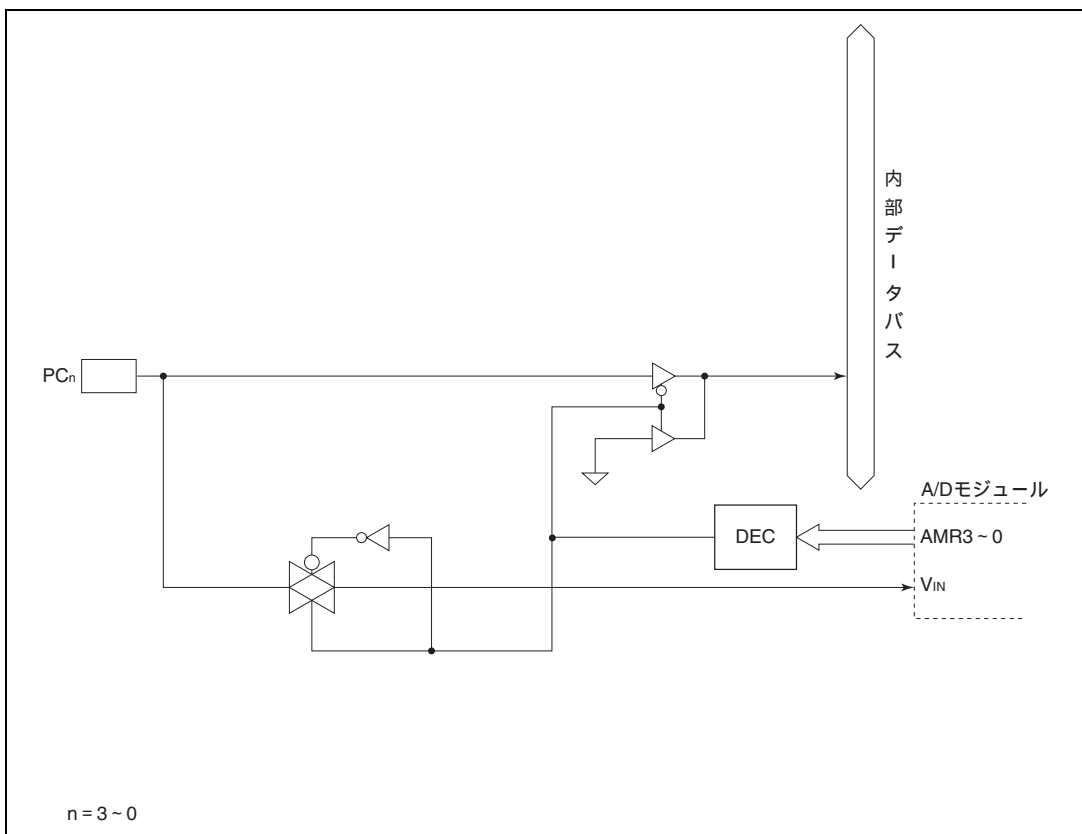 内部データバス
PCn
A/Dモジュール
DEC
AMR3 ~ 0
VIN
n = 3 ~ 0